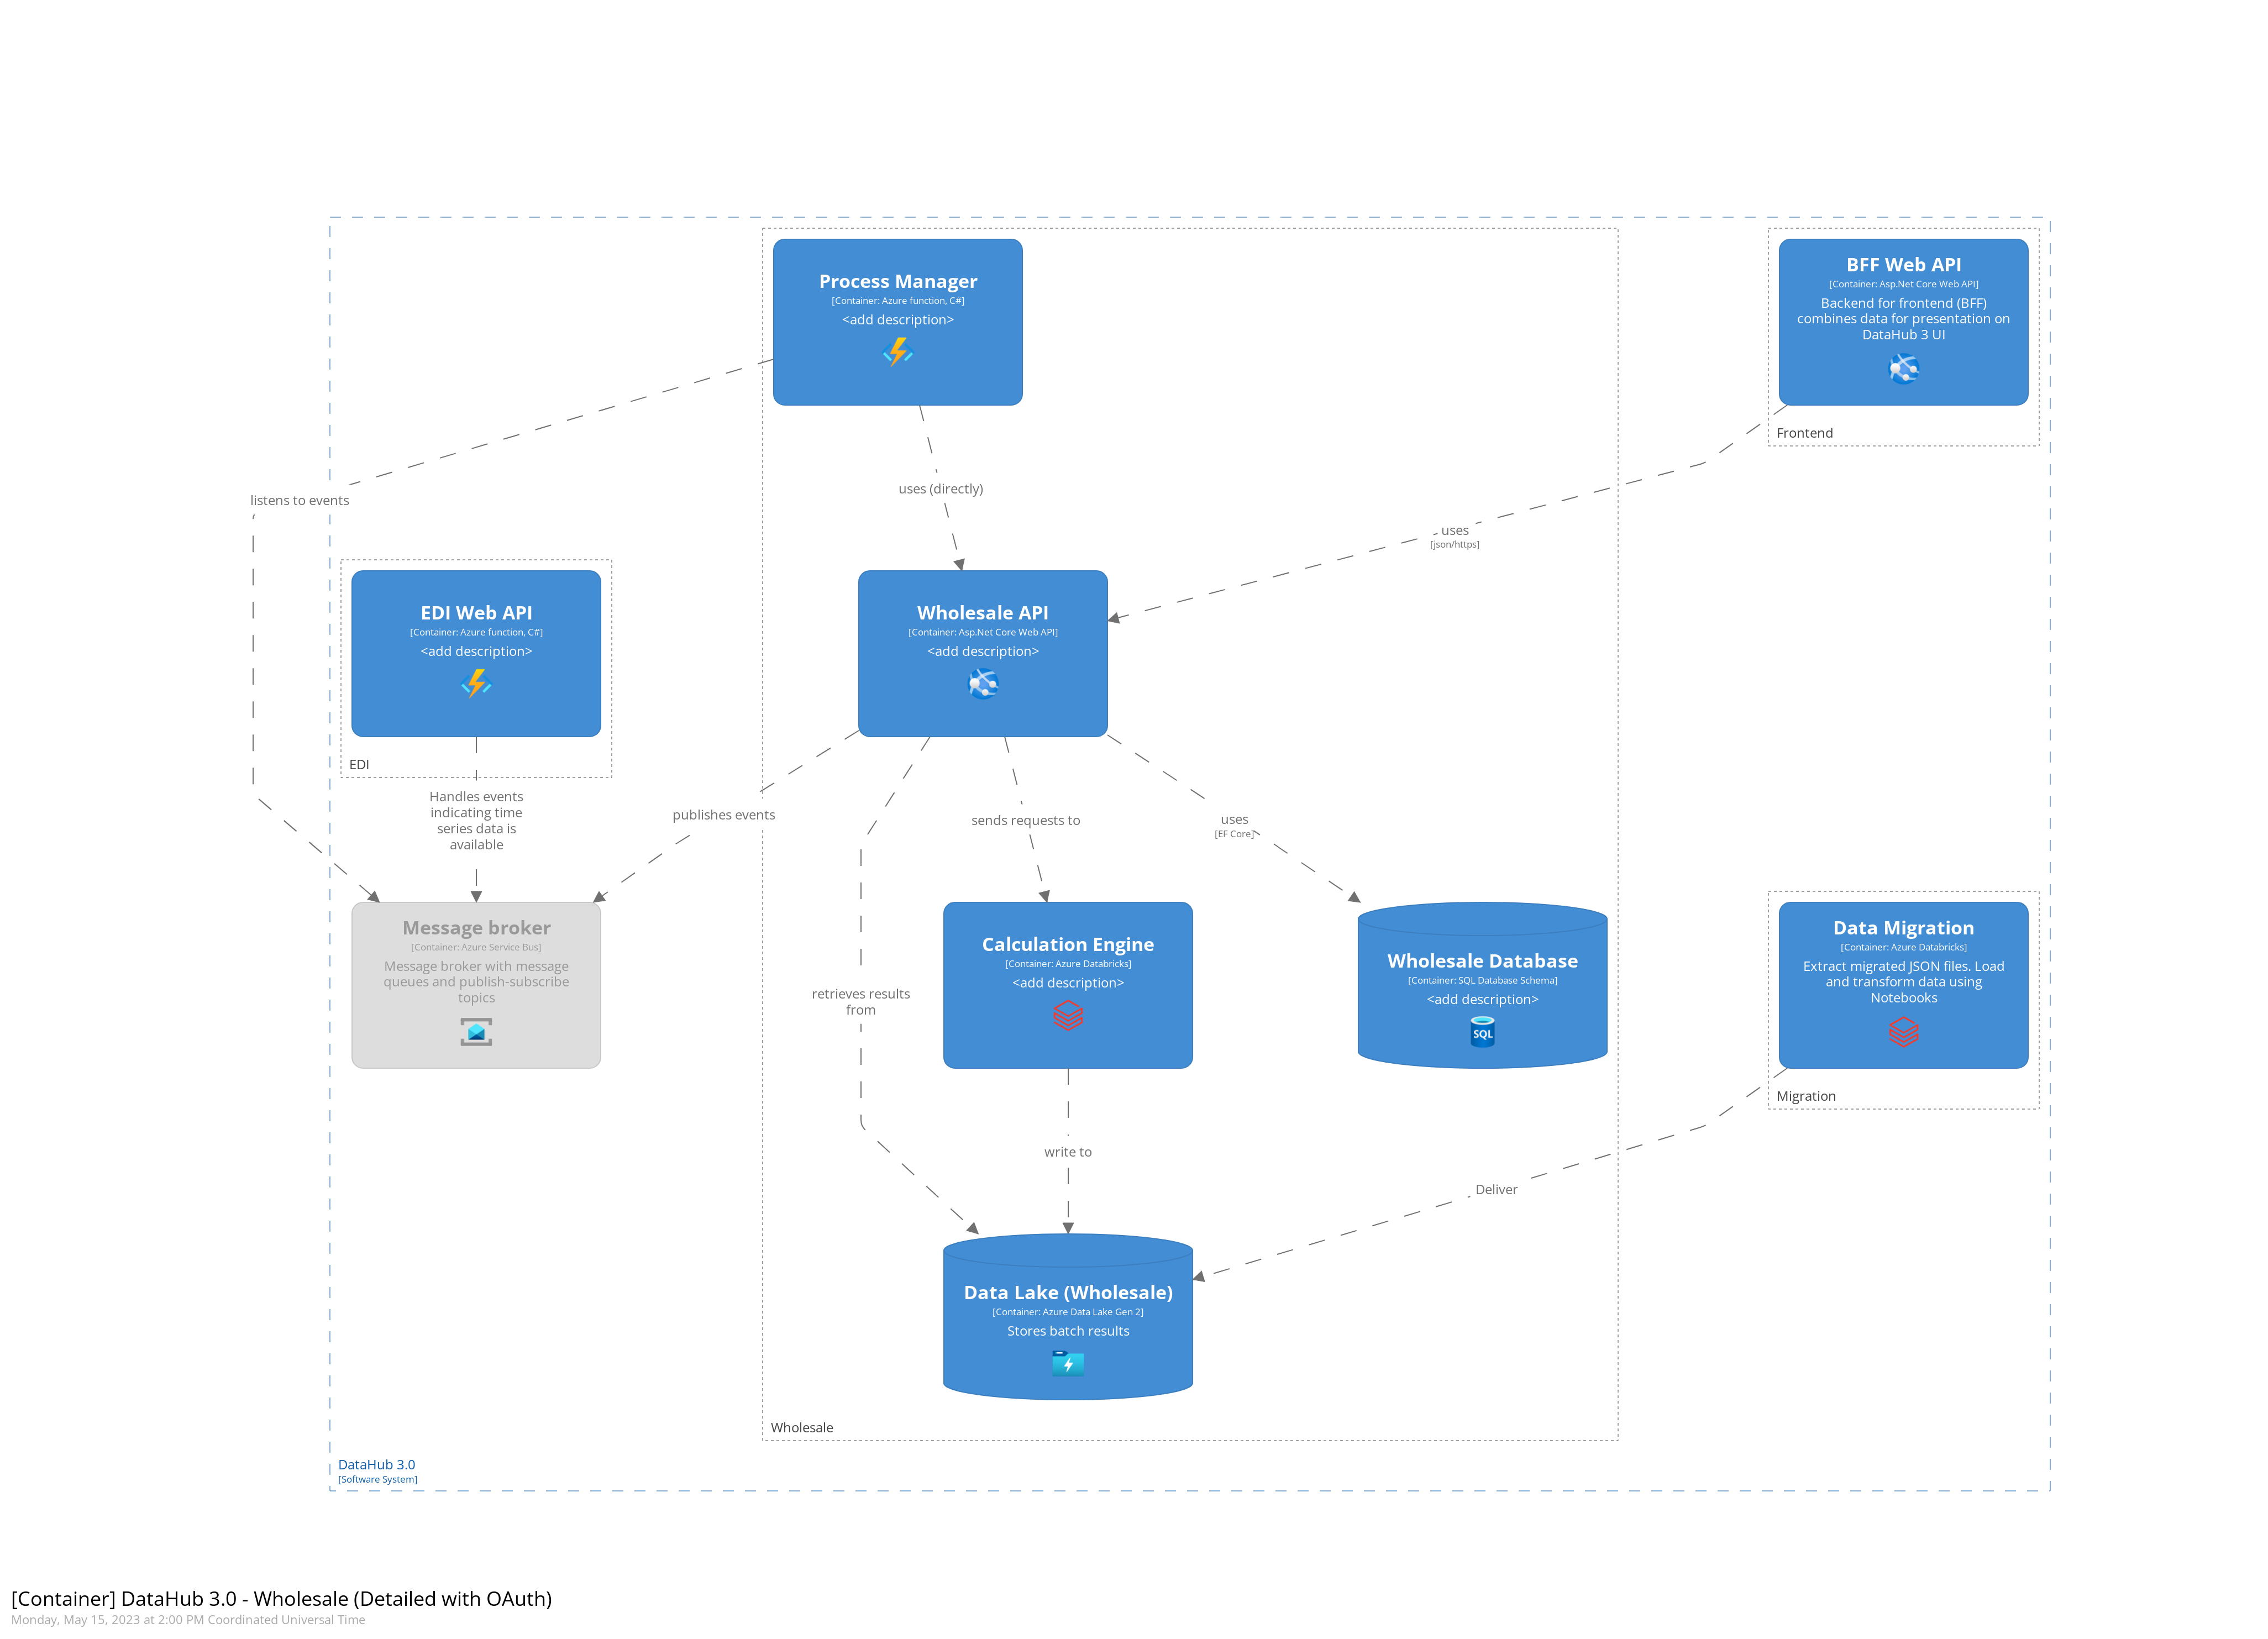 Process Manager
[Container: Azure function, C#]
<add description>
BFF Web API
[Container: Asp.Net Core Web API]
Backend for frontend (BFF)
combines data for presentation on
DataHub 3 UI
Frontend
listens to events
uses (directly)
uses
[json/https]
EDI Web API
[Container: Azure function, C#]
<add description>
EDI
Wholesale API
[Container: Asp.Net Core Web API]
<add description>
Handles events
indicating time
series data is
available
publishes events
sends requests to
uses
[EF Core]
Message broker
[Container: Azure Service Bus]
Message broker with message
queues and publish-subscribe
topics
retrieves results
from
Calculation Engine
[Container: Azure Databricks]
<add description>
Wholesale Database
[Container: SQL Database Schema]
<add description>
SQL
Data Migration
[Container: Azure Databricks]
Extract migrated JSON files. Load
and transform data using
Notebooks
Migration
write to
Deliver
Data Lake (Wholesale)
[Container: Azure Data Lake Gen 2]
Stores batch results
Wholesale
DataHub 3.0
[Software System]
[Container] DataHub 3.0 - Wholesale (Detailed with OAuth)
Monday, May 15, 2023 at 2:00 PM Coordinated Universal Time